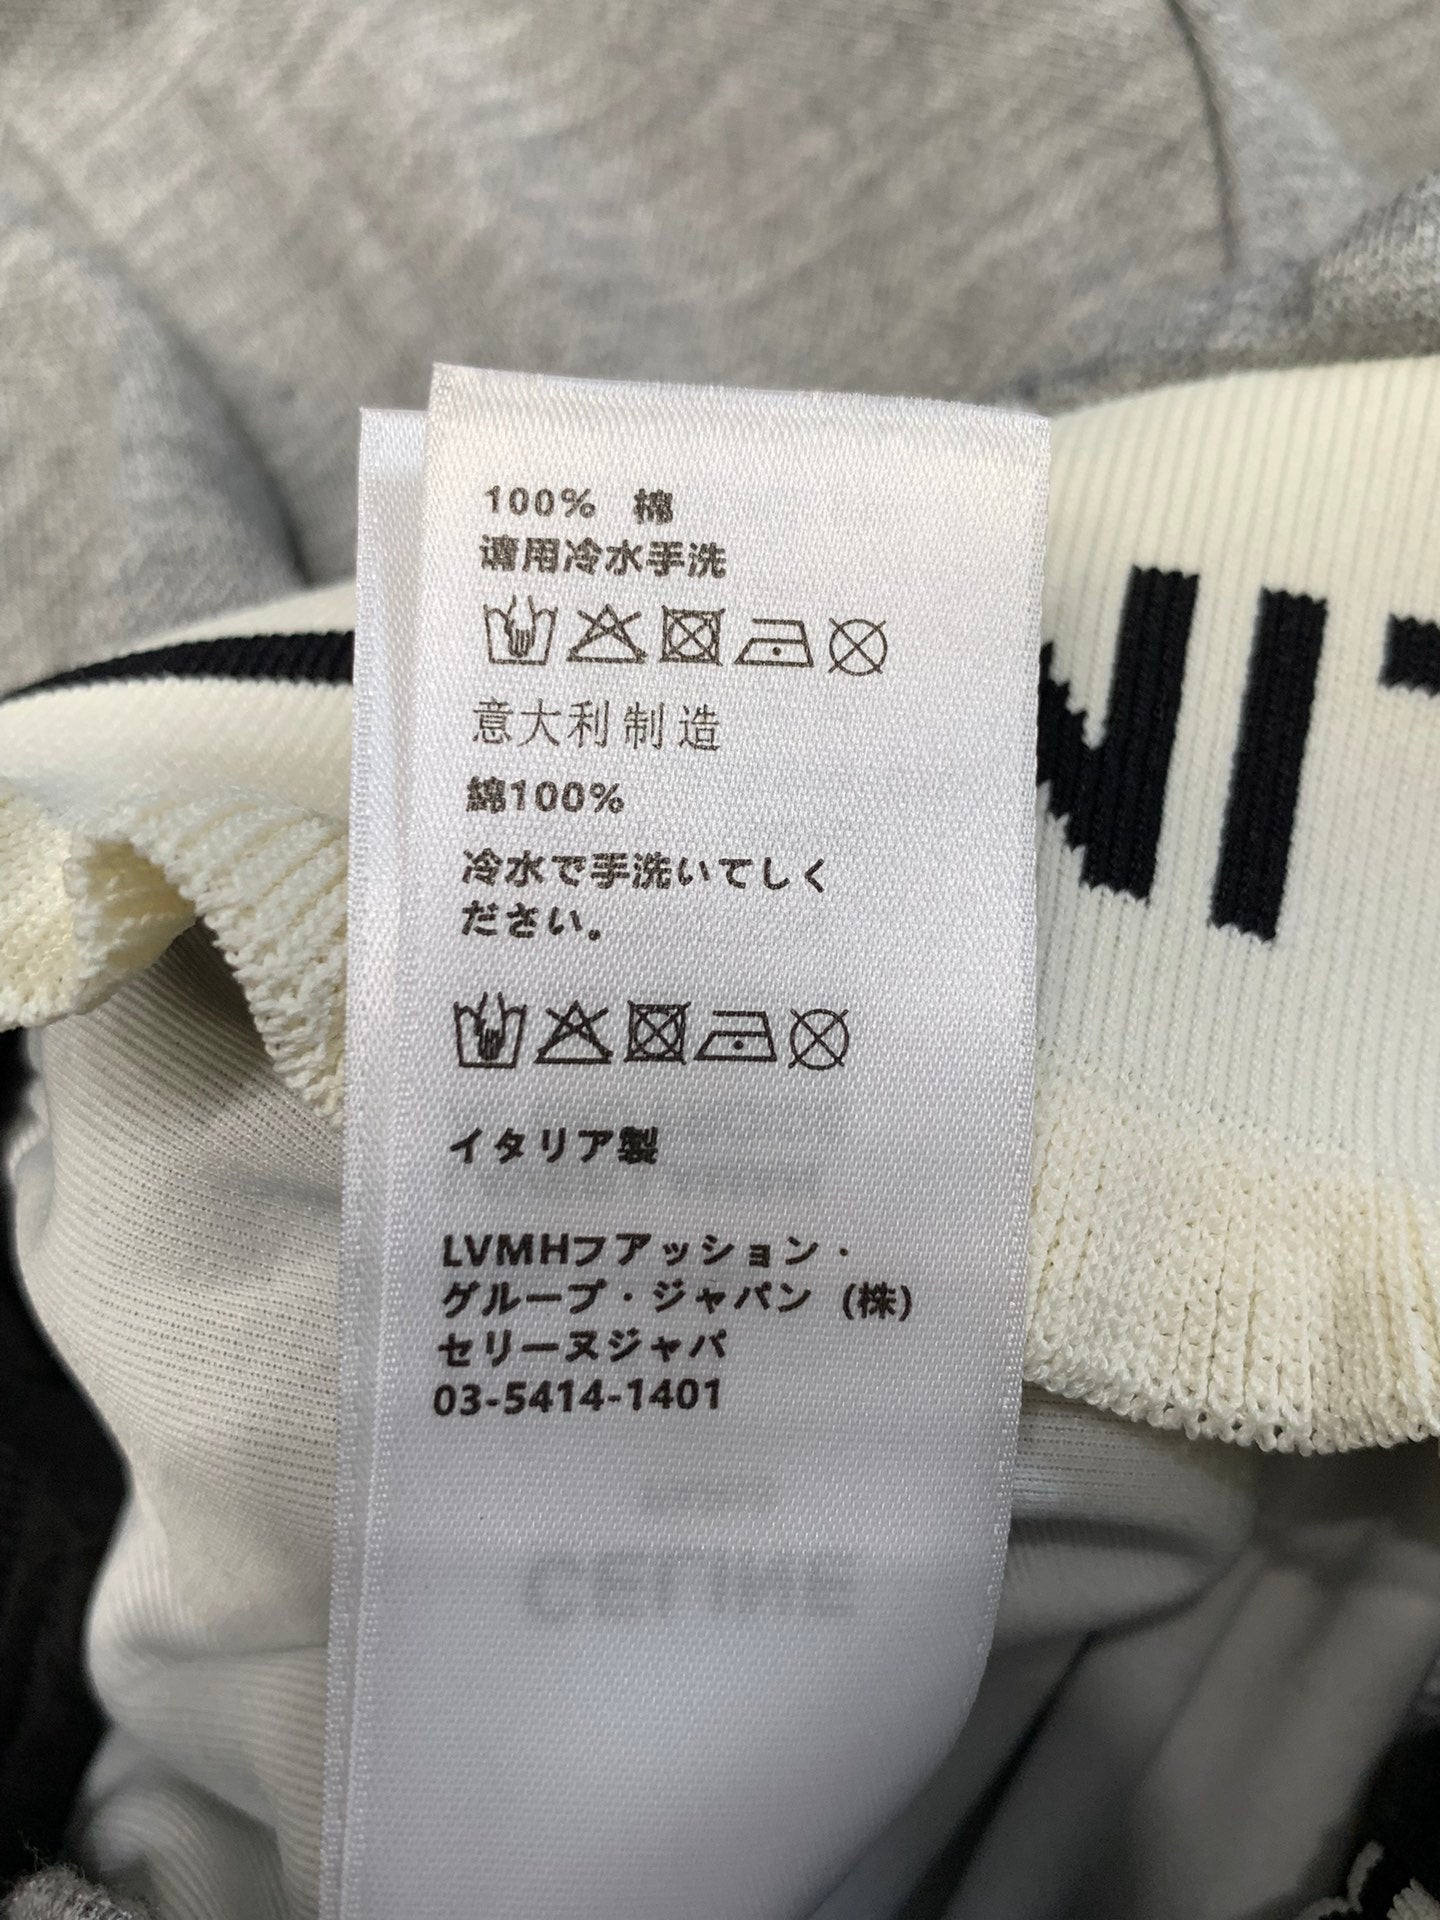 100% 棉
请用冷水手洗
意大利制造
綿100%
冷水で手洗いてしく
ださい。
イタリア製
LVMHフアッション・
グループ・ジャパン (株)
セリーヌジャパ
03-5414-1401